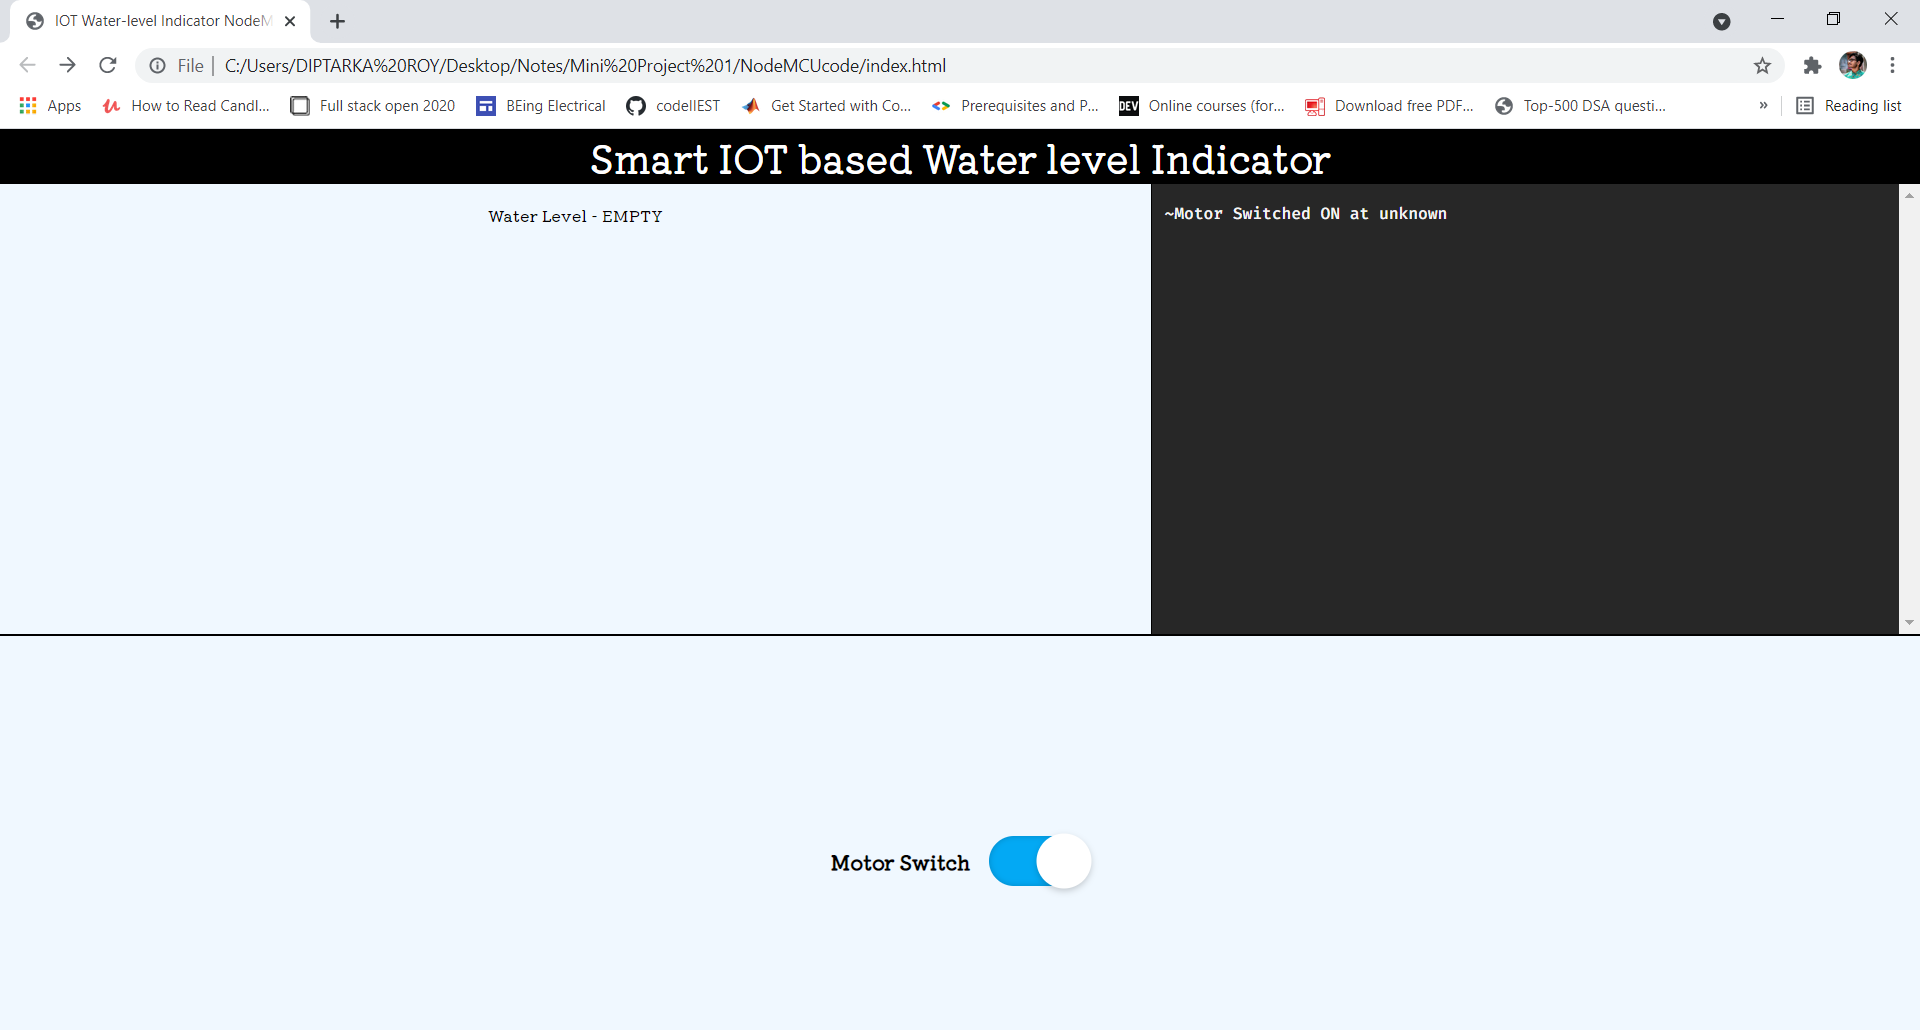 IOT Water-level Indicator NodeM
File | C:/Users/DIPTARKA%20ROY/Desktop/Notes/Mini%20Project%201/NodeMCUcode/index.html
Apps How to Read Candl... Full stack open 2020 BEing Electrical codeIIEST Get Started with Co... Prerequisites and P... DEV Online courses (for... Download free PDF... Top-500 DSA questi... » Reading list
Smart IOT based Water level Indicator
Water Level - EMPTY
~Motor Switched ON at unknown
Motor Switch